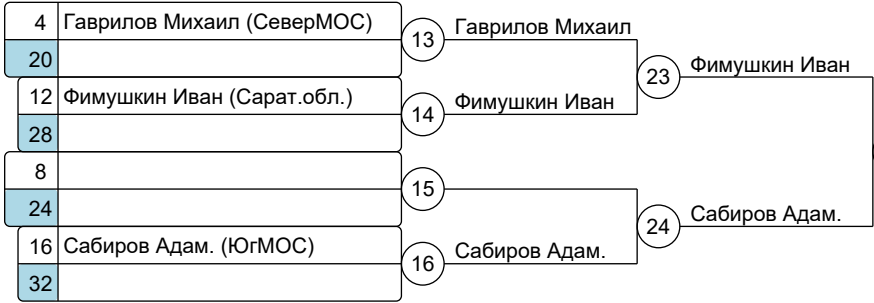 4 Гаврилов Михаил (СеверМОС)
20
13 Гаврилов Михаил
12 Фимушкин Иван (Сарат.обл.)
28
14 Фимушкин Иван
23 Фимушкин Иван
8
24
15
16 Сабиров Адам. (ЮгМОС)
32
16 Сабиров Адам.
24 Сабиров Адам.